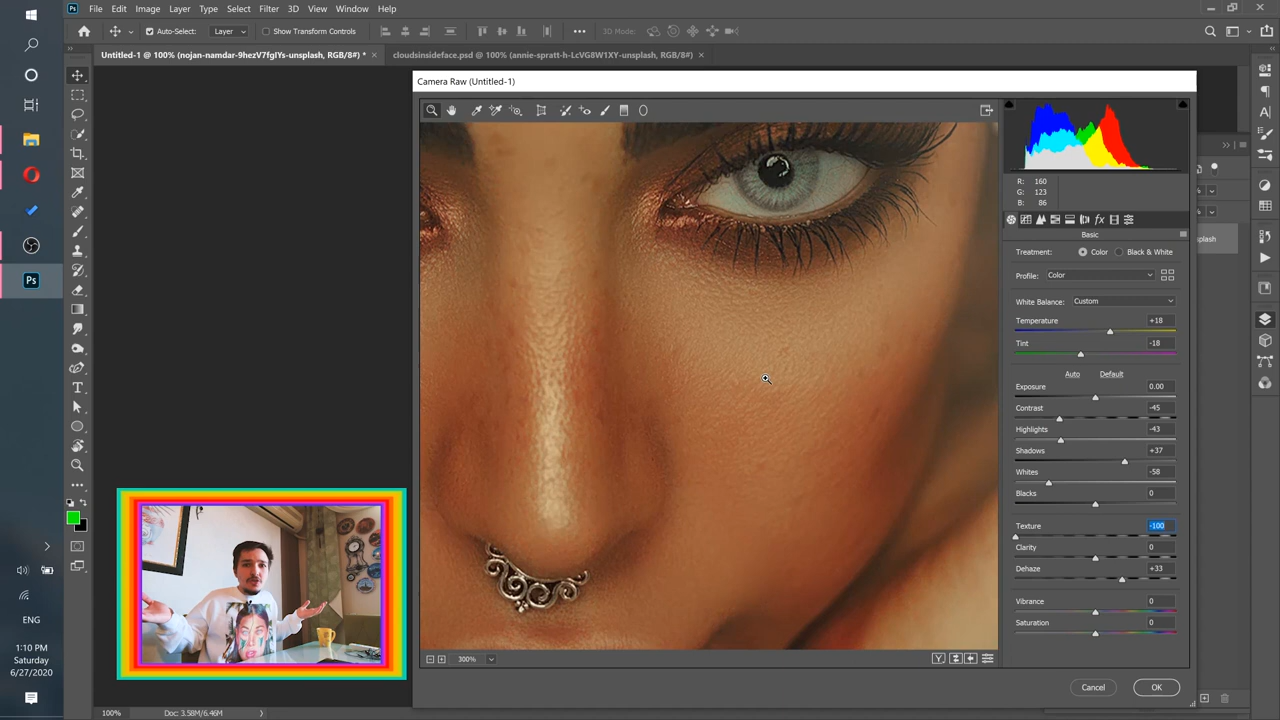 Ps File Edit Image Layer Type Select Filter 3D View Window Help
Auto-Select: Layer Show Transform Controls 3D Mode:
Untitled-1 @ 100% (nojan-namdar-9hezV7fgIYs-unsplash, RGB/8#) * cloudsinsideface.psd @ 100% (annie-spratt-h-LcVG8W1XY-unsplash, RGB/8#)
Camera Raw (Untitled-1)
R: 160
G: 123
B: 86
Basic
Treatment: Color Black & White
Profile: Color
White Balance: Custom
Temperature +18
Tint -18
Auto Default
Exposure 0.00
Contrast -45
Highlights -43
Shadows +37
Whites -58
Blacks 0
Texture -100
Clarity 0
Dehaze +33
Vibrance 0
Saturation 0
300%
Cancel OK
splash
Ps
ENG
1:10 PM
Saturday
6/27/2020
100% Doc: 3.58M/6.46M